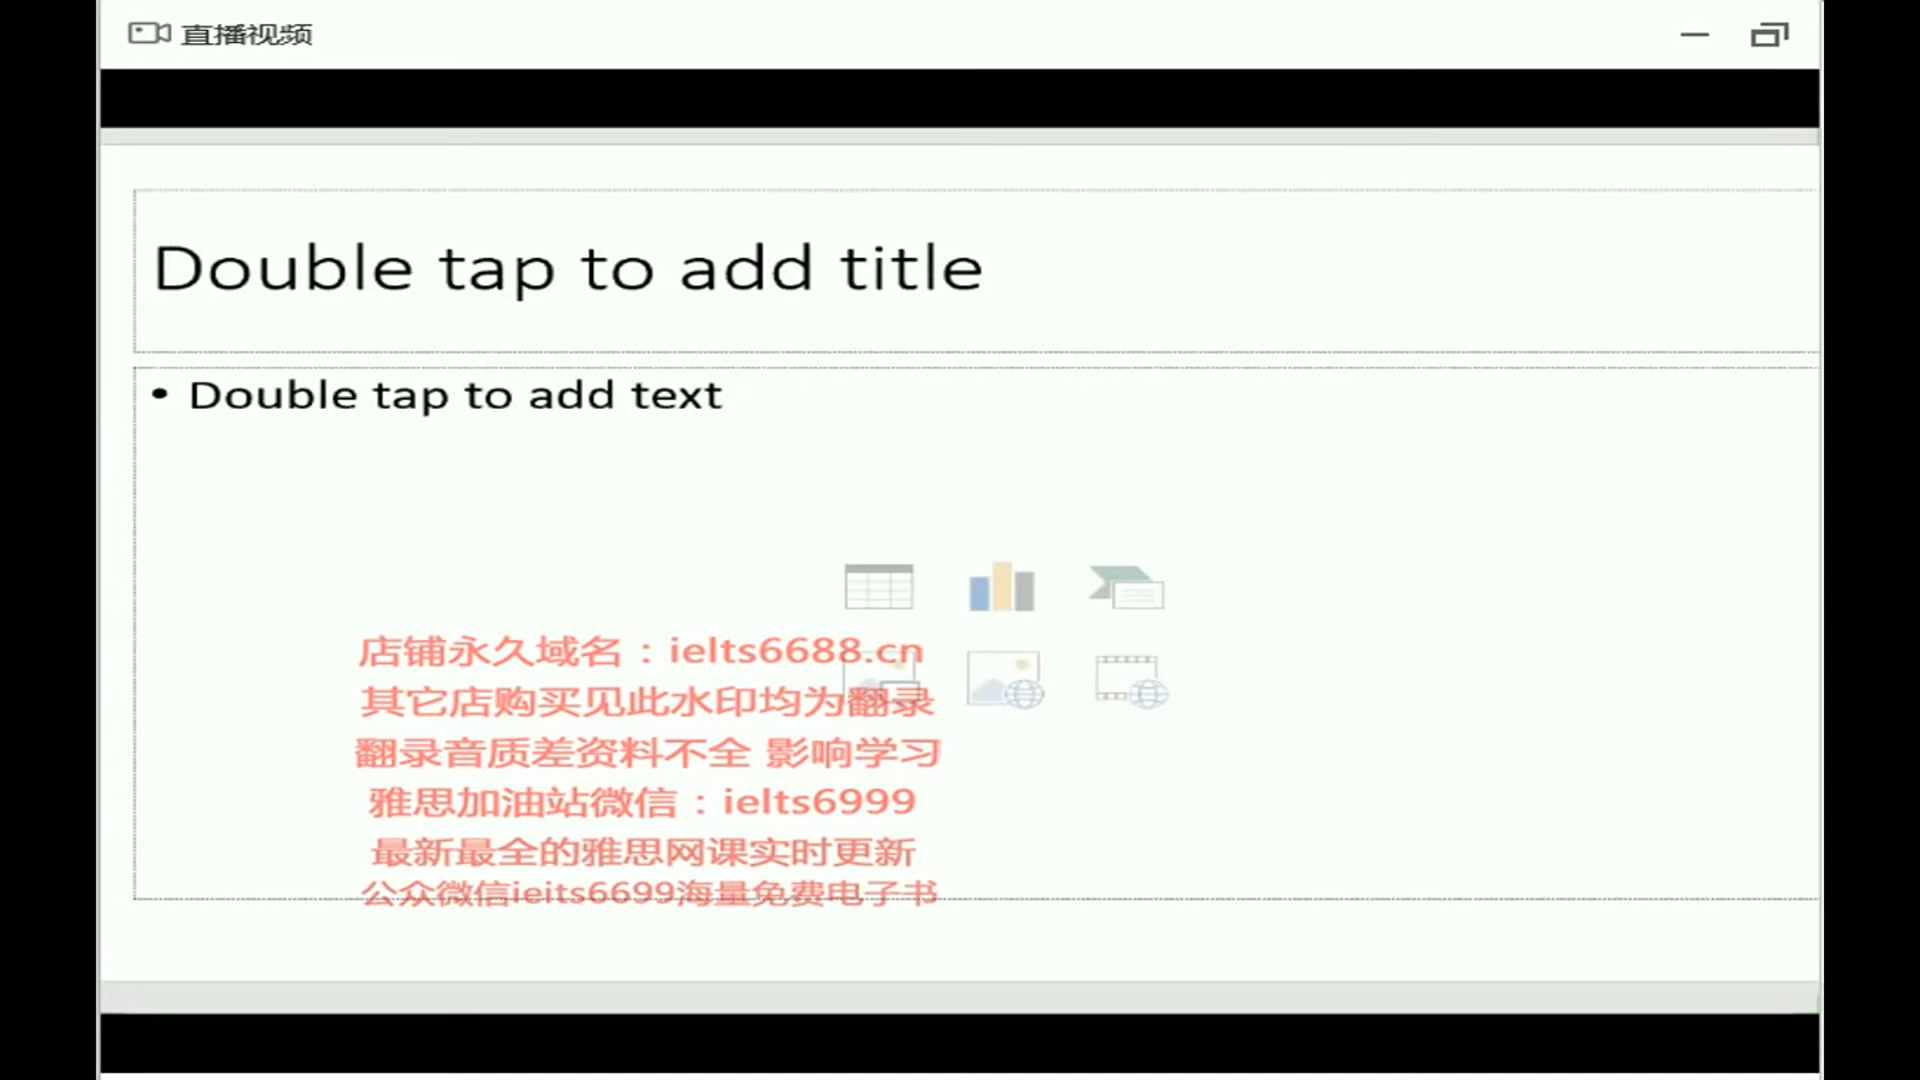 直播视频
Double tap to add title
• Double tap to add text
店铺永久域名：ielts6688.cn
其它店购买见此水印均为翻录
翻录音质差资料不全 影响学习
雅思加油站微信：ielts6999
最新最全的雅思网课实时更新
公众微信ieits6699海量免费电子书